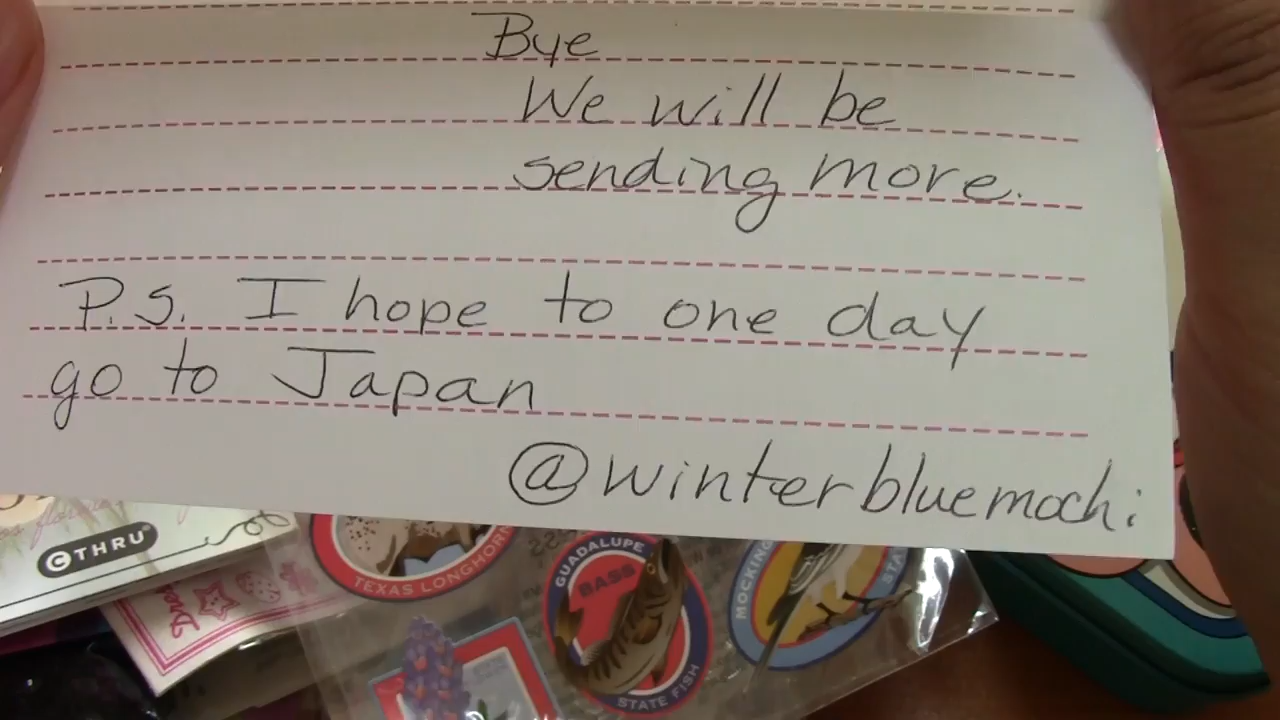 Bye
We will be
sending more.
P.S. I hope to one day
go to Japan
@winterbluemochi
©THRU
TEXAS LONGHORN
GUADALUPE
BASS
STATE FISH
MOCKING
STA